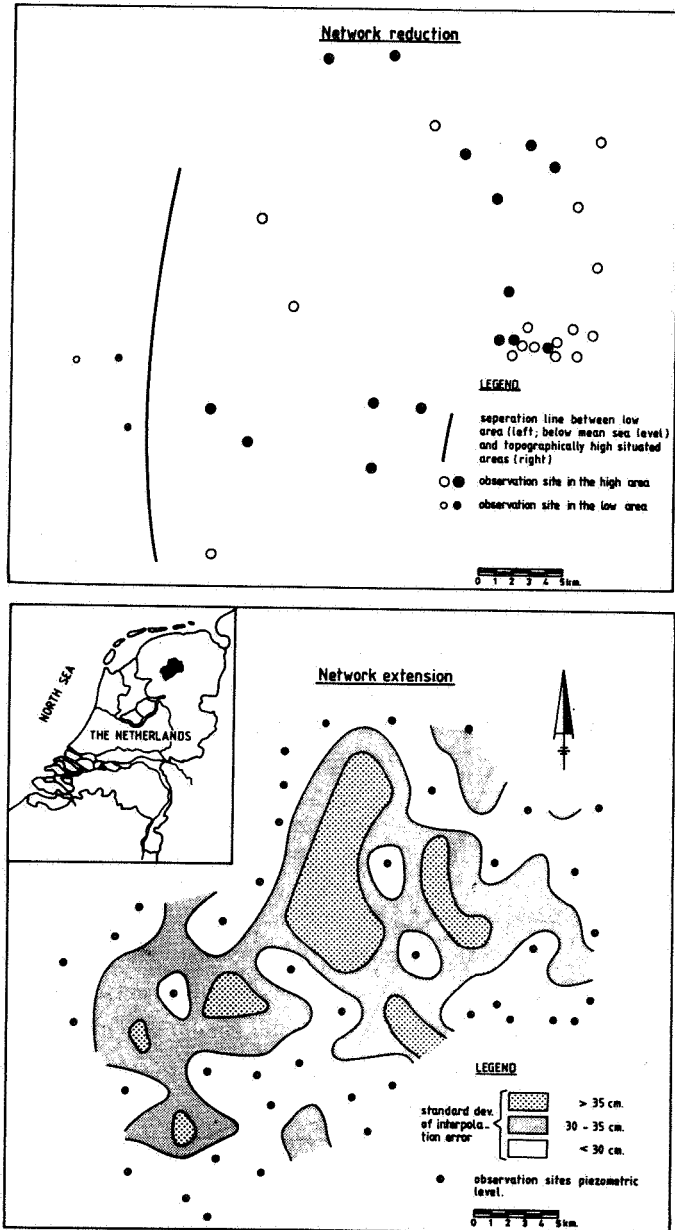 Network reduction
LEGEND
seperation line between low
area (left; below mean sea level)
and topographically high situated
areas (right)
observation site in the high area
observation site in the low area
0 1 2 3 4 5km.
Network extension
NORTH SEA
THE NETHERLANDS
LEGEND
standard dev.
of interpola_
tion error
> 35 cm.
30 - 35 cm.
< 30 cm.
observation sites piezometric
level.
0 1 2 3 4 5km.